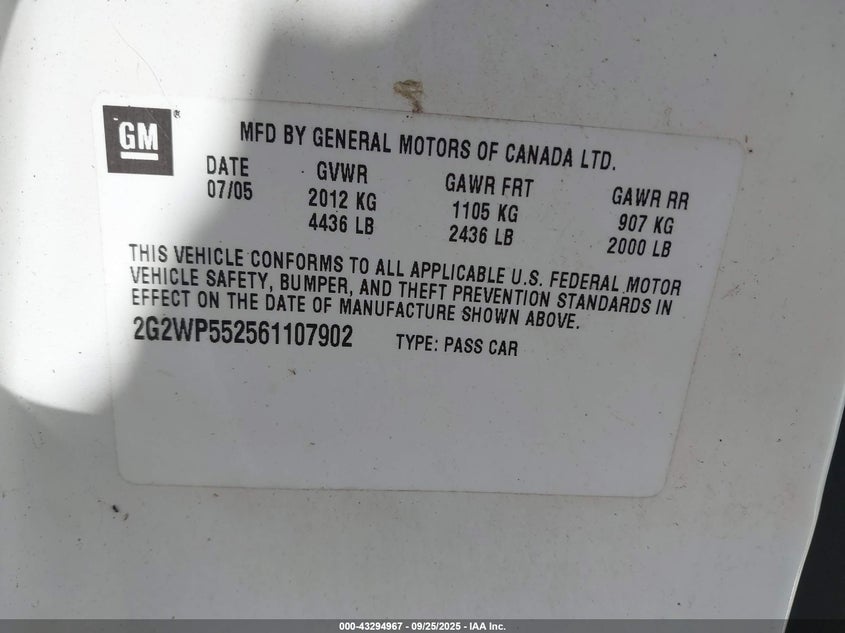 GM
MFD BY GENERAL MOTORS OF CANADA LTD.
DATE GVWR GAWR FRT GAWR RR
07/05 2012 KG 1105 KG 907 KG
4436 LB 2436 LB 2000 LB
THIS VEHICLE CONFORMS TO ALL APPLICABLE U.S. FEDERAL MOTOR
VEHICLE SAFETY, BUMPER, AND THEFT PREVENTION STANDARDS IN
EFFECT ON THE DATE OF MANUFACTURE SHOWN ABOVE.
2G2WP552561107902 TYPE: PASS CAR
000-43294967 - 09/25/2025 - IAA Inc.